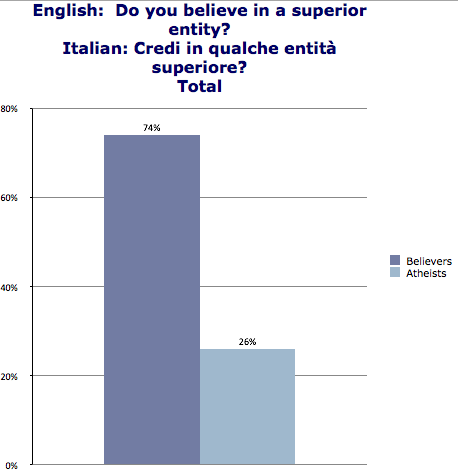 English:  Do you believe in a superior
entity?
Italian: Credi in qualche entità
superiore?
Total
80%
74%
60%
Believers
Atheists
40%
26%
20%
0%